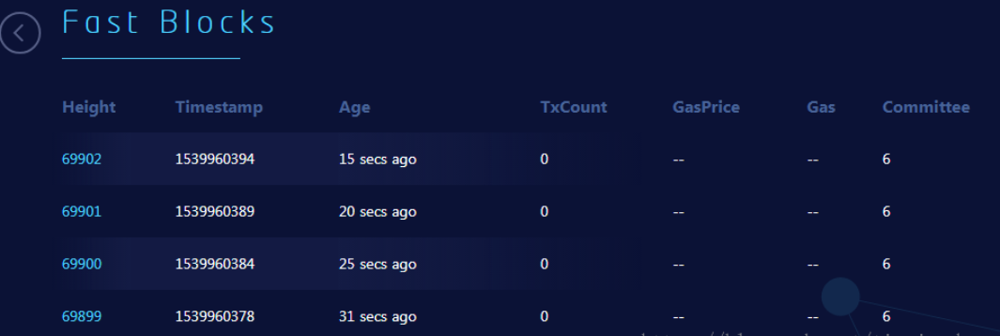 Fast Blocks
Height Timestamp Age TxCount GasPrice Gas Committee
69902 1539960394 15 secs ago 0 -- -- 6
69901 1539960389 20 secs ago 0 -- -- 6
69900 1539960384 25 secs ago 0 -- -- 6
69899 1539960378 31 secs ago 0 -- -- 6